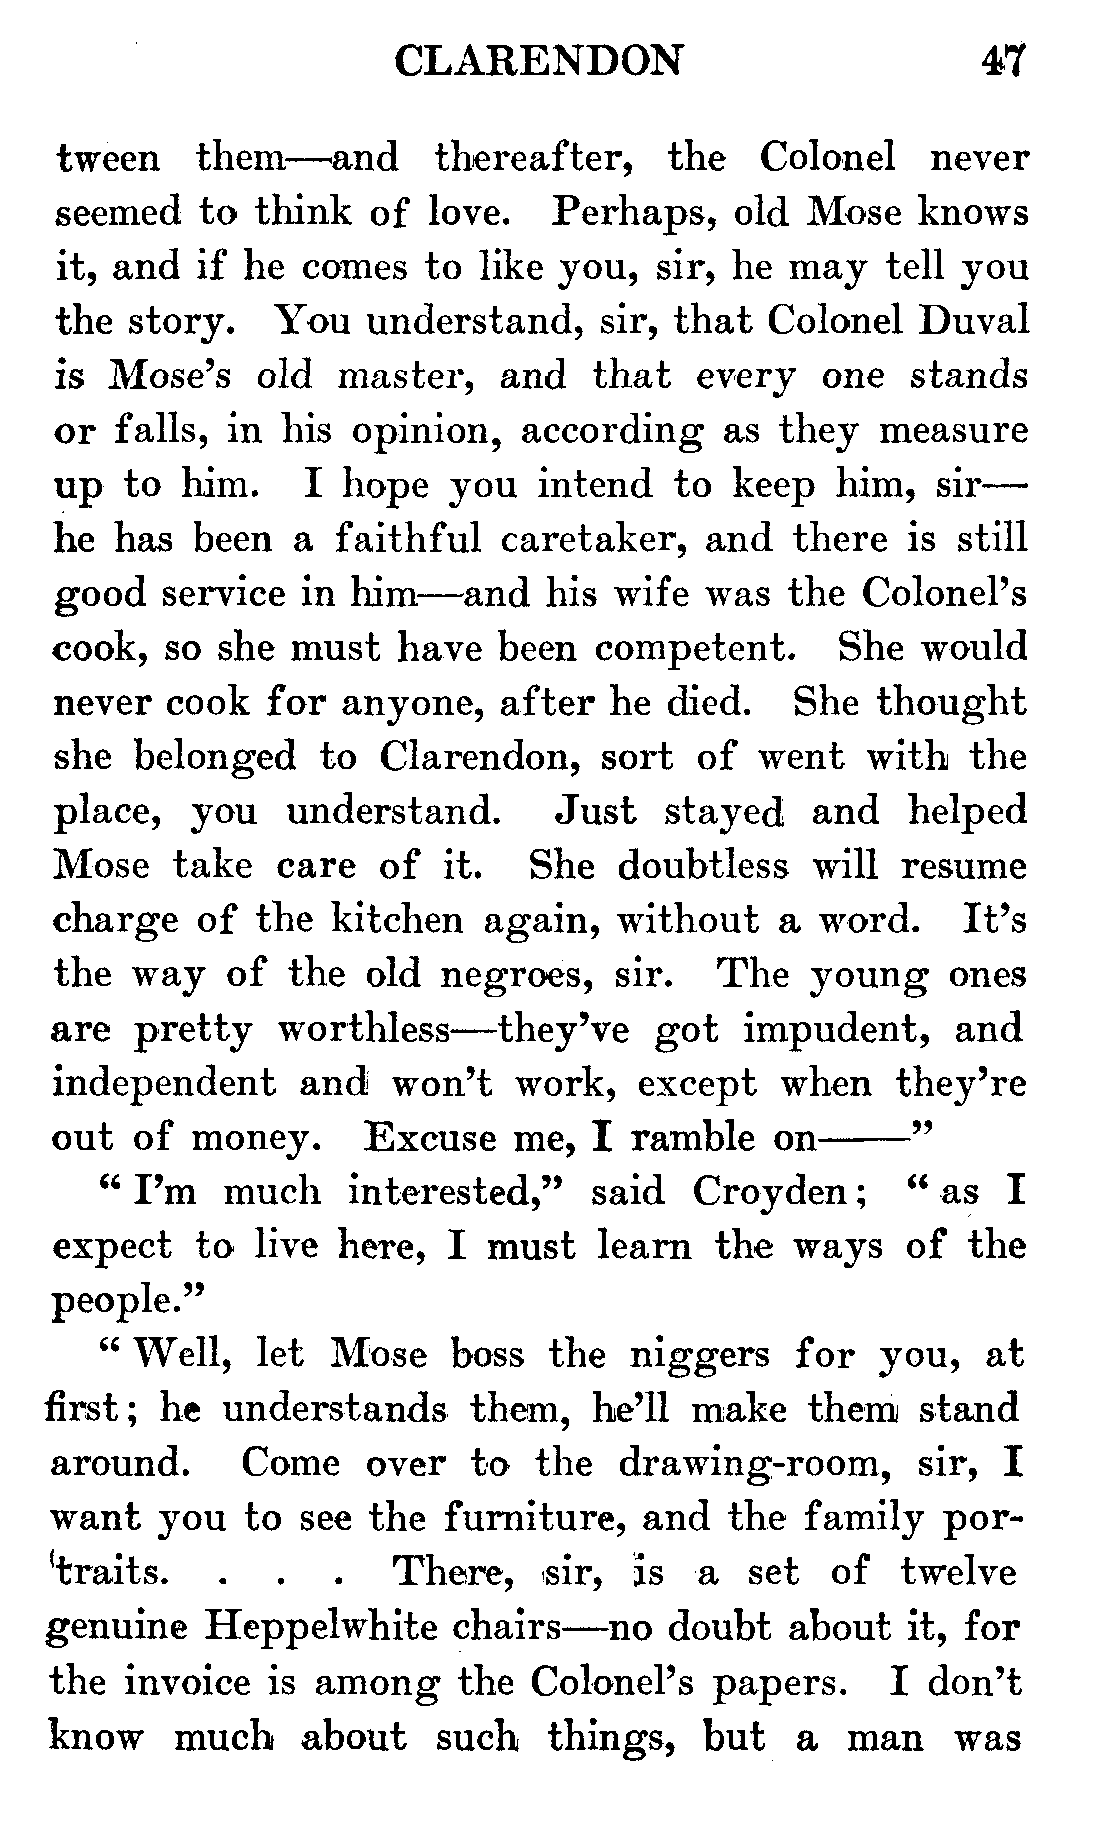 CLARENDON 47
tween them—and thereafter, the Colonel never
seemed to think of love. Perhaps, old Mose knows
it, and if he comes to like you, sir, he may tell you
the story. You understand, sir, that Colonel Duval
is Mose's old master, and that every one stands
or falls, in his opinion, according as they measure
up to him. I hope you intend to keep him, sir—
he has been a faithful caretaker, and there is still
good service in him—and his wife was the Colonel's
cook, so she must have been competent. She would
never cook for anyone, after he died. She thought
she belonged to Clarendon, sort of went with the
place, you understand. Just stayed and helped
Mose take care of it. She doubtless will resume
charge of the kitchen again, without a word. It's
the way of the old negroes, sir. The young ones
are pretty worthless—they've got impudent, and
independent and won't work, except when they're
out of money. Excuse me, I ramble on——"
"I'm much interested," said Croyden; "as I
expect to live here, I must learn the ways of the
people."
"Well, let Mose boss the niggers for you, at
first; he understands them, he'll make them stand
around. Come over to the drawing-room, sir, I
want you to see the furniture, and the family por-
traits. . . . There, sir, is a set of twelve
genuine Heppelwhite chairs—no doubt about it, for
the invoice is among the Colonel's papers. I don't
know much about such things, but a man was